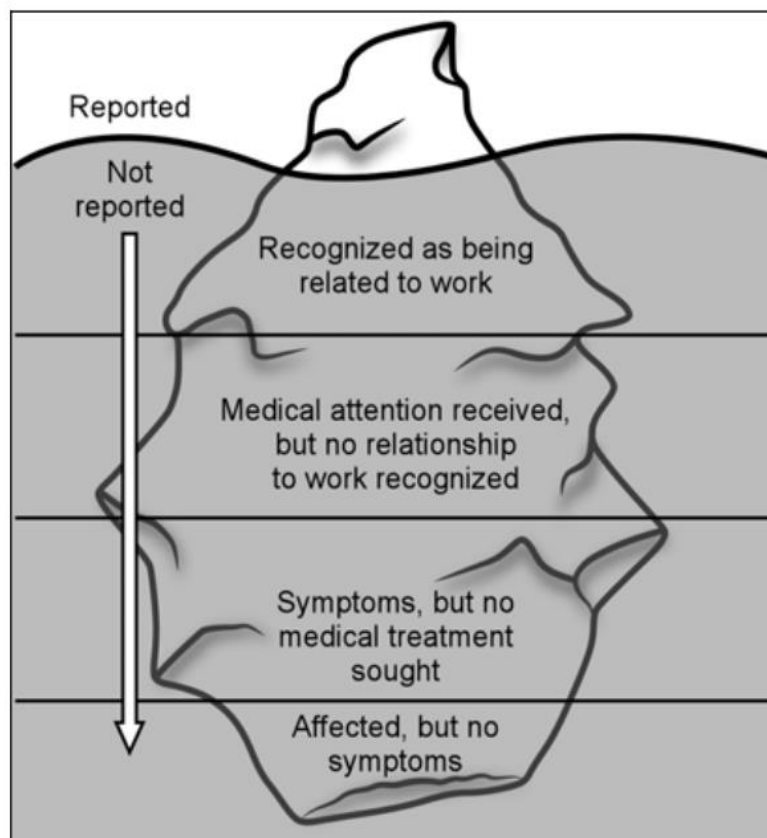 Reported
Not
reported
Recognized as being
related to work
Medical attention received,
but no relationship
to work recognized
Symptoms, but no
medical treatment
sought
Affected, but no
symptoms